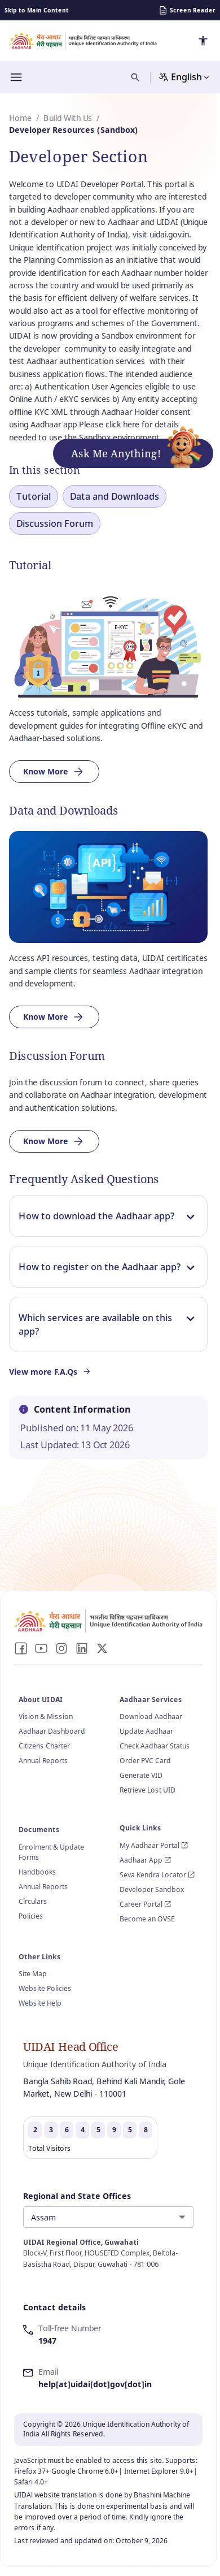 Skip to Main Content
Screen Reader
मेरा आधार
मेरी पहचान
AADHAAR
भारतीय विशिष्ट पहचान प्राधिकरण
Unique Identification Authority of India
English
Home / Build With Us /
Developer Resources (Sandbox)
Developer Section
Welcome to UIDAI Developer Portal. This portal is
targeted to developer community who are interested
in building Aadhaar enabled applications. If you are
not a developer or new to Aadhaar and UIDAI (Unique
Identification Authority of India), visit uidai.gov.in.
Unique identification project was initially conceived by
the Planning Commission as an initiative that would
provide identification for each Aadhaar number holder
across the country and would be used primarily as
the basis for efficient delivery of welfare services. It
would also act as a tool for effective monitoring of
various programs and schemes of the Government.
UIDAI is now providing a Sandbox environment for
the developer community to easily integrate and
test Aadhaar authentication services with their
business application flows. The intended audience
are: a) Authentication User Agencies eligible to use
Online Auth / eKYC services b) Any entity accepting
offline KYC XML through Aadhaar Holder consent
using Aadhaar app Please click here for details
needed to use the Sandbox environment
Ask Me Anything!
In this section
Tutorial
Data and Downloads
Discussion Forum
Tutorial
E-KYC
Access tutorials, sample applications and
development guides for integrating Offline eKYC and
Aadhaar-based solutions.
Know More
Data and Downloads
API
Access API resources, testing data, UIDAI certificates
and sample clients for seamless Aadhaar integration
and development.
Know More
Discussion Forum
Join the discussion forum to connect, share queries
and collaborate on Aadhaar integration, development
and authentication solutions.
Know More
Frequently Asked Questions
How to download the Aadhaar app?
How to register on the Aadhaar app?
Which services are available on this
app?
View more F.A.Qs
Content Information
Published on: 11 May 2026
Last Updated: 13 Oct 2026
मेरा आधार
मेरी पहचान
AADHAAR
भारतीय विशिष्ट पहचान प्राधिकरण
Unique Identification Authority of India
About UIDAI
Vision & Mission
Aadhaar Dashboard
Citizens Charter
Annual Reports
Aadhaar Services
Download Aadhaar
Update Aadhaar
Check Aadhaar Status
Order PVC Card
Generate VID
Retrieve Lost UID
Documents
Enrolment & Update
Forms
Handbooks
Annual Reports
Circulars
Policies
Quick Links
My Aadhaar Portal
Aadhaar App
Seva Kendra Locator
Developer Sandbox
Career Portal
Become an OVSE
Other Links
Site Map
Website Policies
Website Help
UIDAI Head Office
Unique Identification Authority of India
Bangla Sahib Road, Behind Kali Mandir, Gole
Market, New Delhi - 110001
2 3 6 4 5 9 5 8
Total Visitors
Regional and State Offices
Assam
UIDAI Regional Office, Guwahati
Block-V, First Floor, HOUSEFED Complex, Beltola-
Basistha Road, Dispur, Guwahati - 781 006
Contact details
Toll-free Number
1947
Email
help[at]uidai[dot]gov[dot]in
Copyright © 2026 Unique Identification Authority of
India All Rights Reserved.
JavaScript must be enabled to access this site. Supports:
Firefox 37+ Google Chrome 6.0+| Internet Explorer 9.0+|
Safari 4.0+
UIDAI website translation is done by Bhashini Machine
Translation. This is done on experimental basis and will
be improved over a period of time. Kindly ignore the
errors if any.
Last reviewed and updated on: October 9, 2026